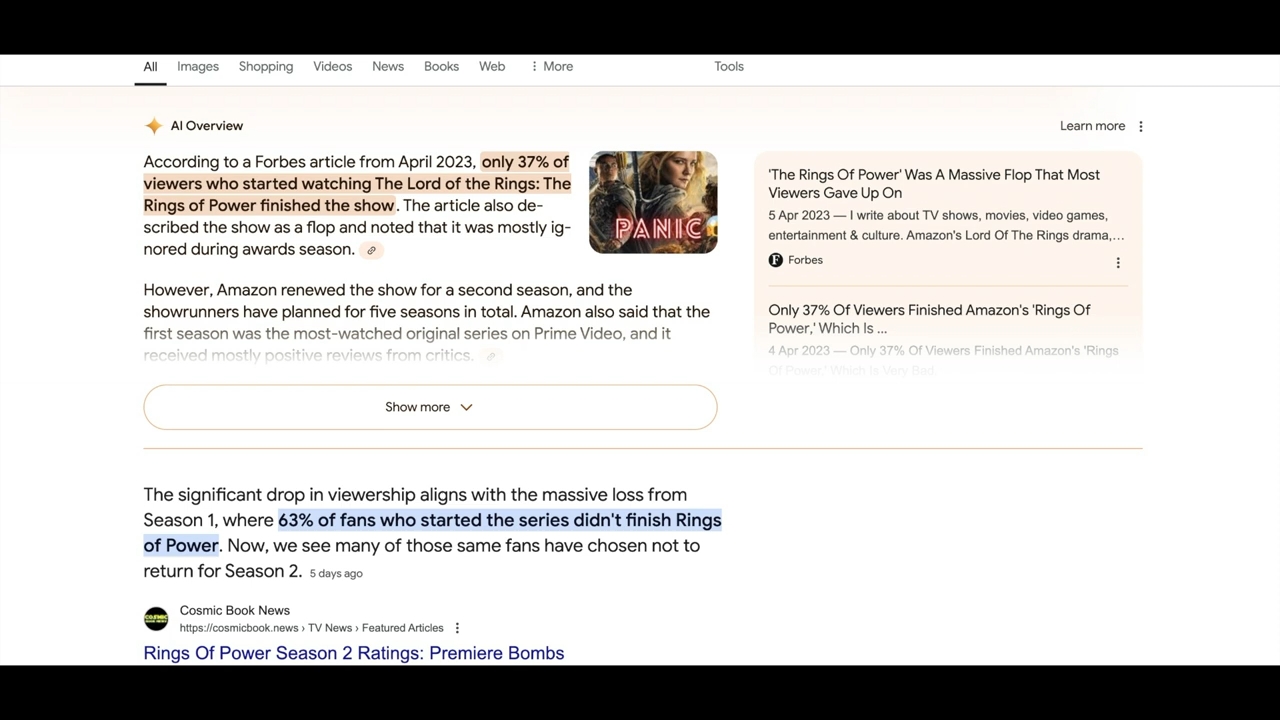 All Images Shopping Videos News Books Web More Tools
AI Overview
Learn more
According to a Forbes article from April 2023, only 37% of
viewers who started watching The Lord of the Rings: The
Rings of Power finished the show. The article also de-
scribed the show as a flop and noted that it was mostly ig-
nored during awards season.
PANIC
However, Amazon renewed the show for a second season, and the
showrunners have planned for five seasons in total. Amazon also said that the
first season was the most-watched original series on Prime Video, and it
received mostly positive reviews from critics.
'The Rings Of Power' Was A Massive Flop That Most
Viewers Gave Up On
5 Apr 2023 — I write about TV shows, movies, video games,
entertainment & culture. Amazon's Lord Of The Rings drama,...
Forbes
Only 37% Of Viewers Finished Amazon's 'Rings Of
Power,' Which Is ...
4 Apr 2023 — Only 37% Of Viewers Finished Amazon's 'Rings
Of Power,' Which Is Very Bad.
Show more
The significant drop in viewership aligns with the massive loss from
Season 1, where 63% of fans who started the series didn't finish Rings
of Power. Now, we see many of those same fans have chosen not to
return for Season 2. 5 days ago
Cosmic Book News
https://cosmicbook.news › TV News › Featured Articles
Rings Of Power Season 2 Ratings: Premiere Bombs